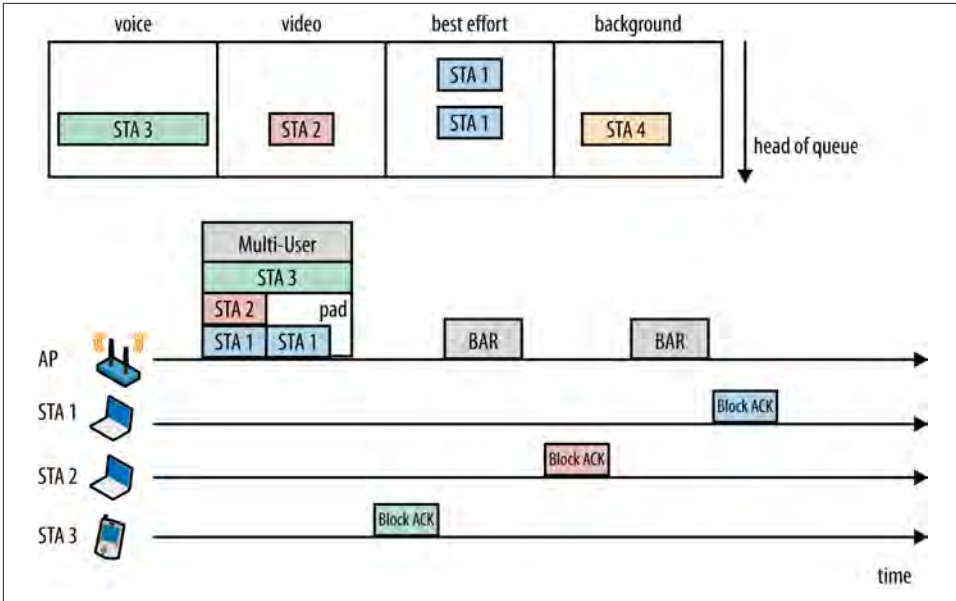 voice video best effort background
STA 1
STA 3 STA 2 STA 1 STA 4
head of queue
Multi-User
STA 3
STA 2 pad
STA 1 STA 1 BAR BAR
AP
STA 1 Block ACK
STA 2 Block ACK
STA 3 Block ACK
time